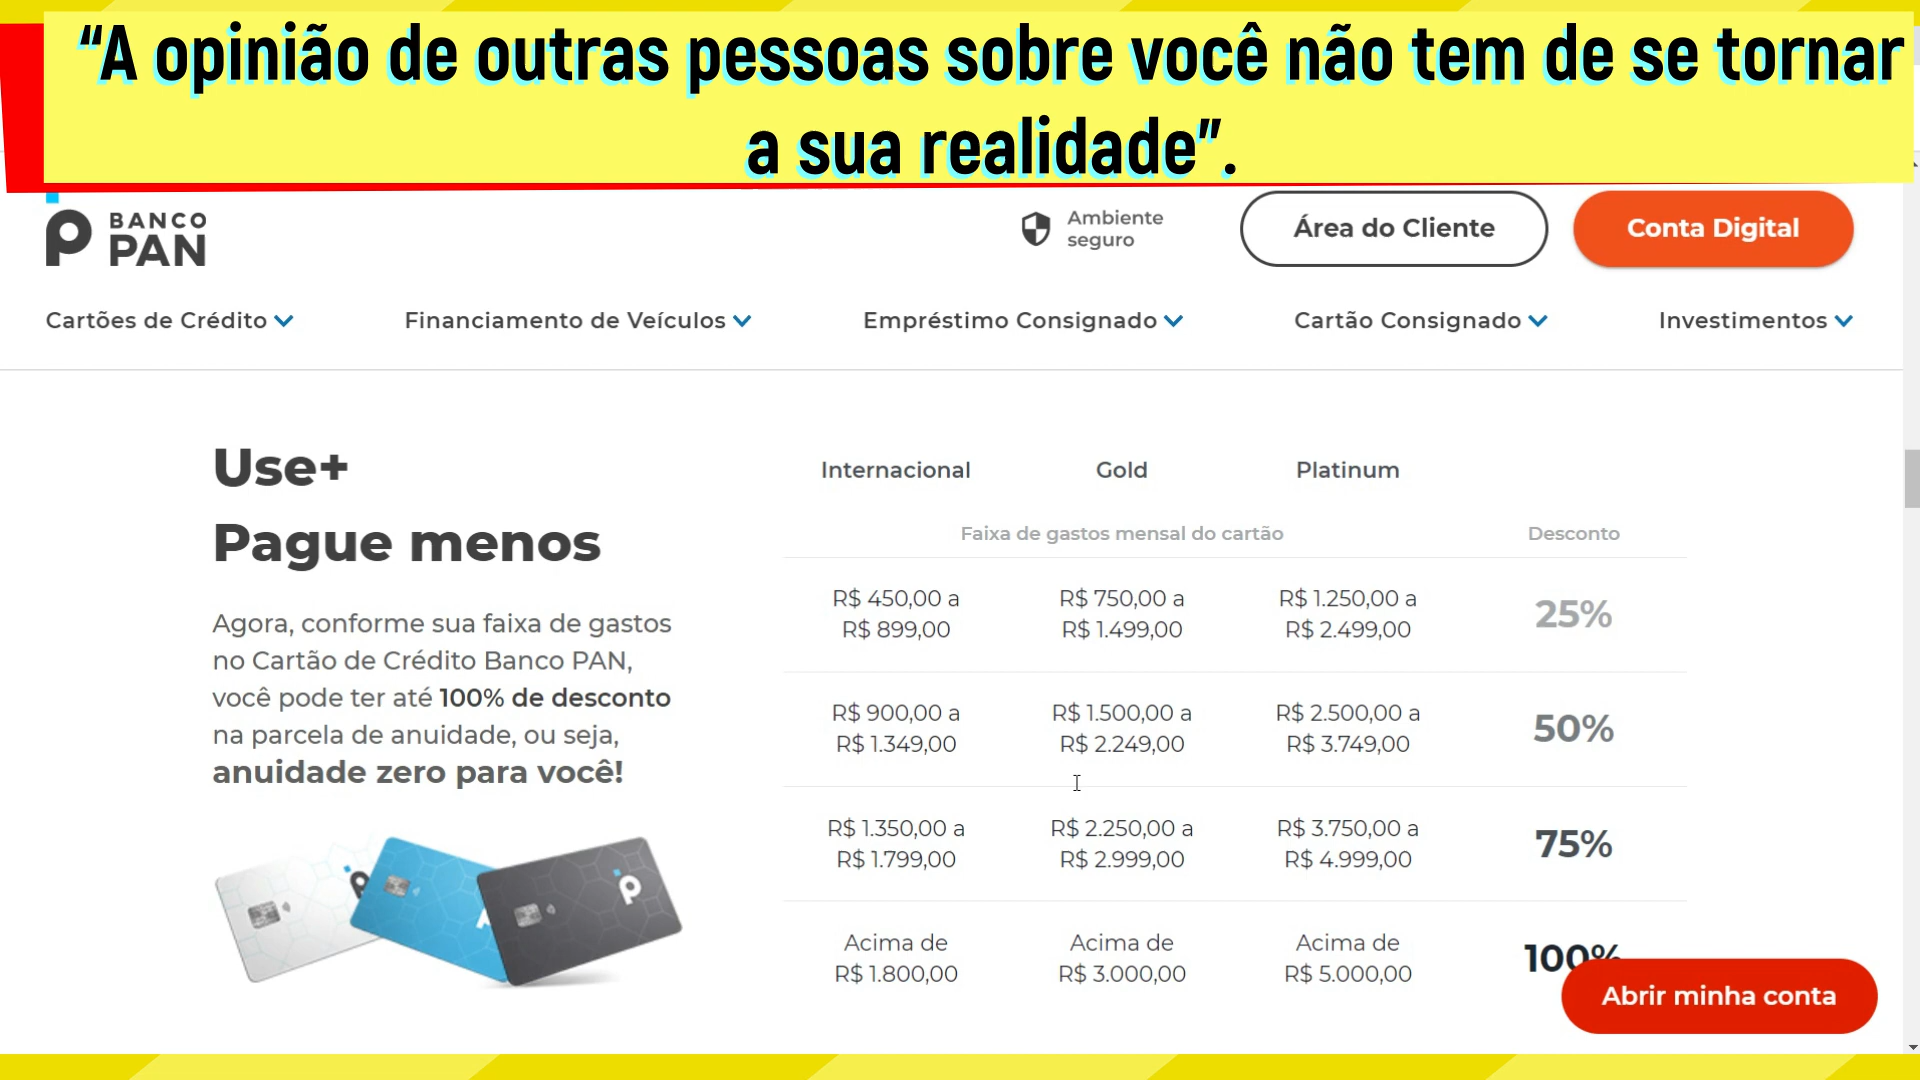 “A opinião de outras pessoas sobre você não tem de se tornar
a sua realidade”.
BANCO
PAN
Ambiente
seguro
Área do Cliente
Conta Digital
Cartões de Crédito
Financiamento de Veículos
Empréstimo Consignado
Cartão Consignado
Investimentos
Use+
Pague menos
Agora, conforme sua faixa de gastos
no Cartão de Crédito Banco PAN,
você pode ter até 100% de desconto
na parcela de anuidade, ou seja,
anuidade zero para você!
Internacional Gold Platinum
Faixa de gastos mensal do cartão Desconto
R$ 450,00 a R$ 750,00 a R$ 1.250,00 a
R$ 899,00 R$ 1.499,00 R$ 2.499,00
25%
R$ 900,00 a R$ 1.500,00 a R$ 2.500,00 a
R$ 1.349,00 R$ 2.249,00 R$ 3.749,00
50%
R$ 1.350,00 a R$ 2.250,00 a R$ 3.750,00 a
R$ 1.799,00 R$ 2.999,00 R$ 4.999,00
75%
Acima de Acima de Acima de
R$ 1.800,00 R$ 3.000,00 R$ 5.000,00
100%
Abrir minha conta